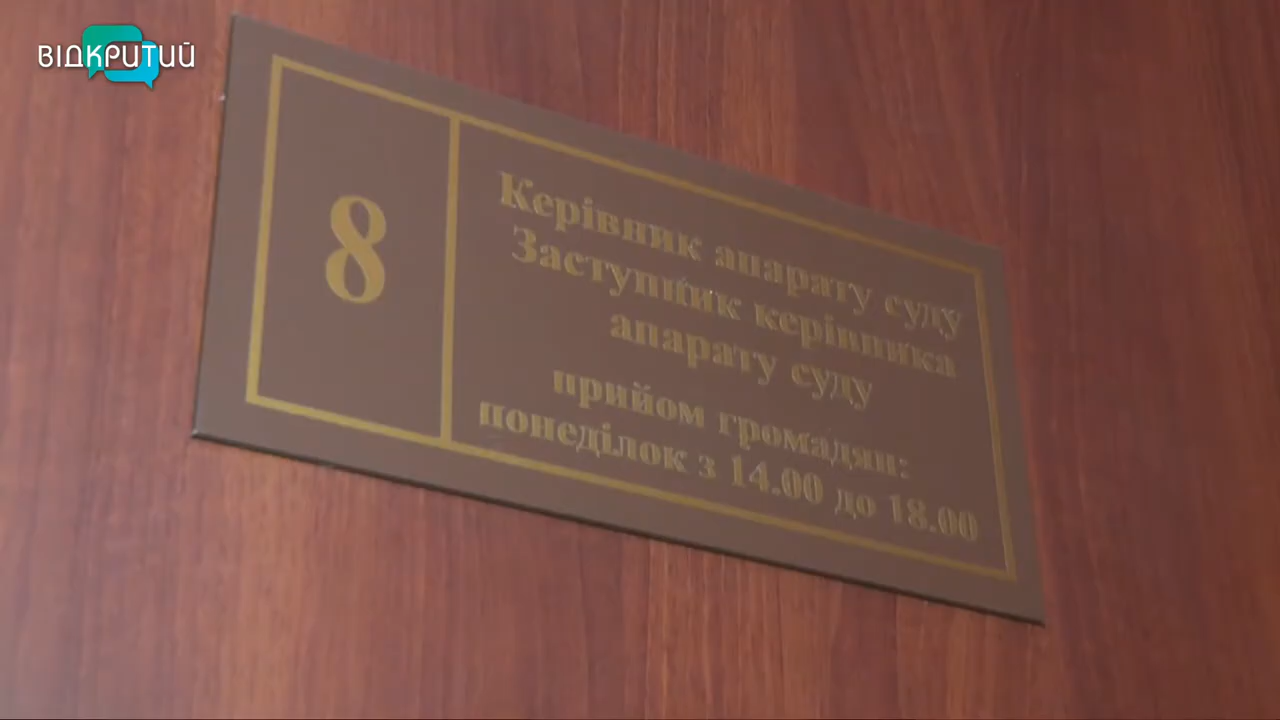 ВІДКРИТИЙ
8
Керівник апарату суду
Заступник керівника
апарату суду
прийом громадян:
понеділок з 14.00 до 18.00